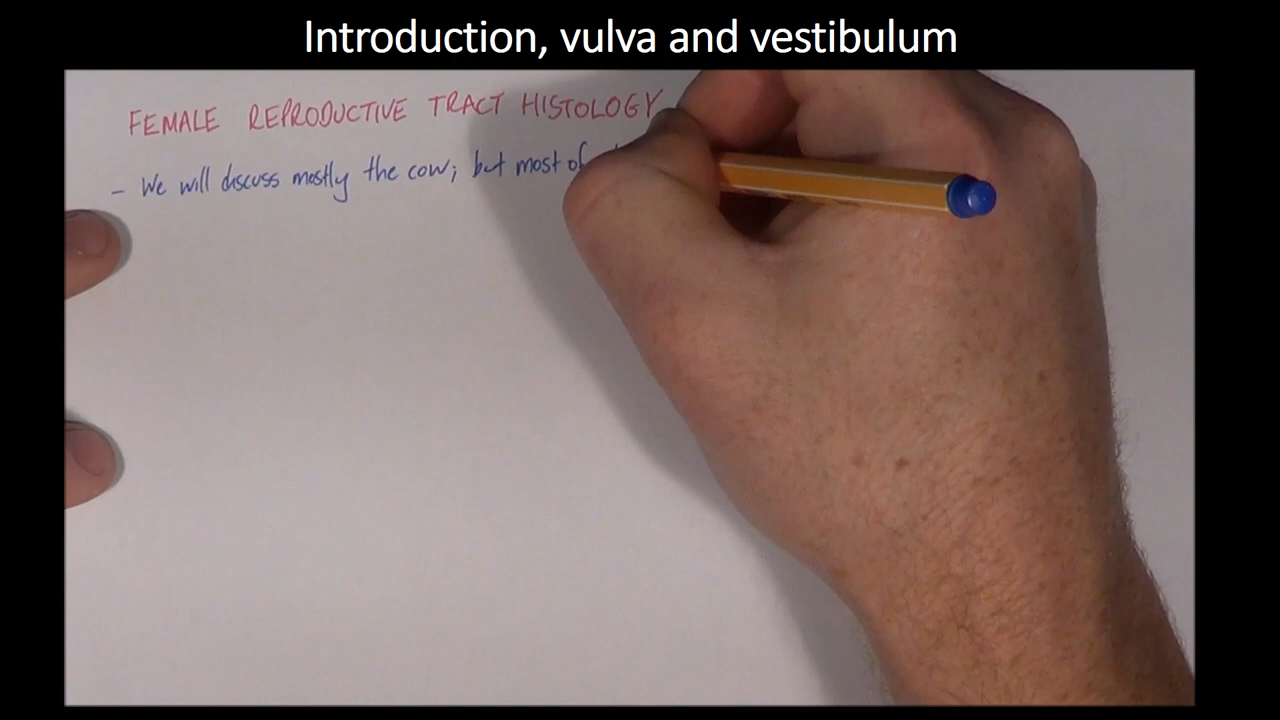 Introduction, vulva and vestibulum
FEMALE REPRODUCTIVE TRACT HISTOLOGY
- We will discuss mostly the cow; but most of